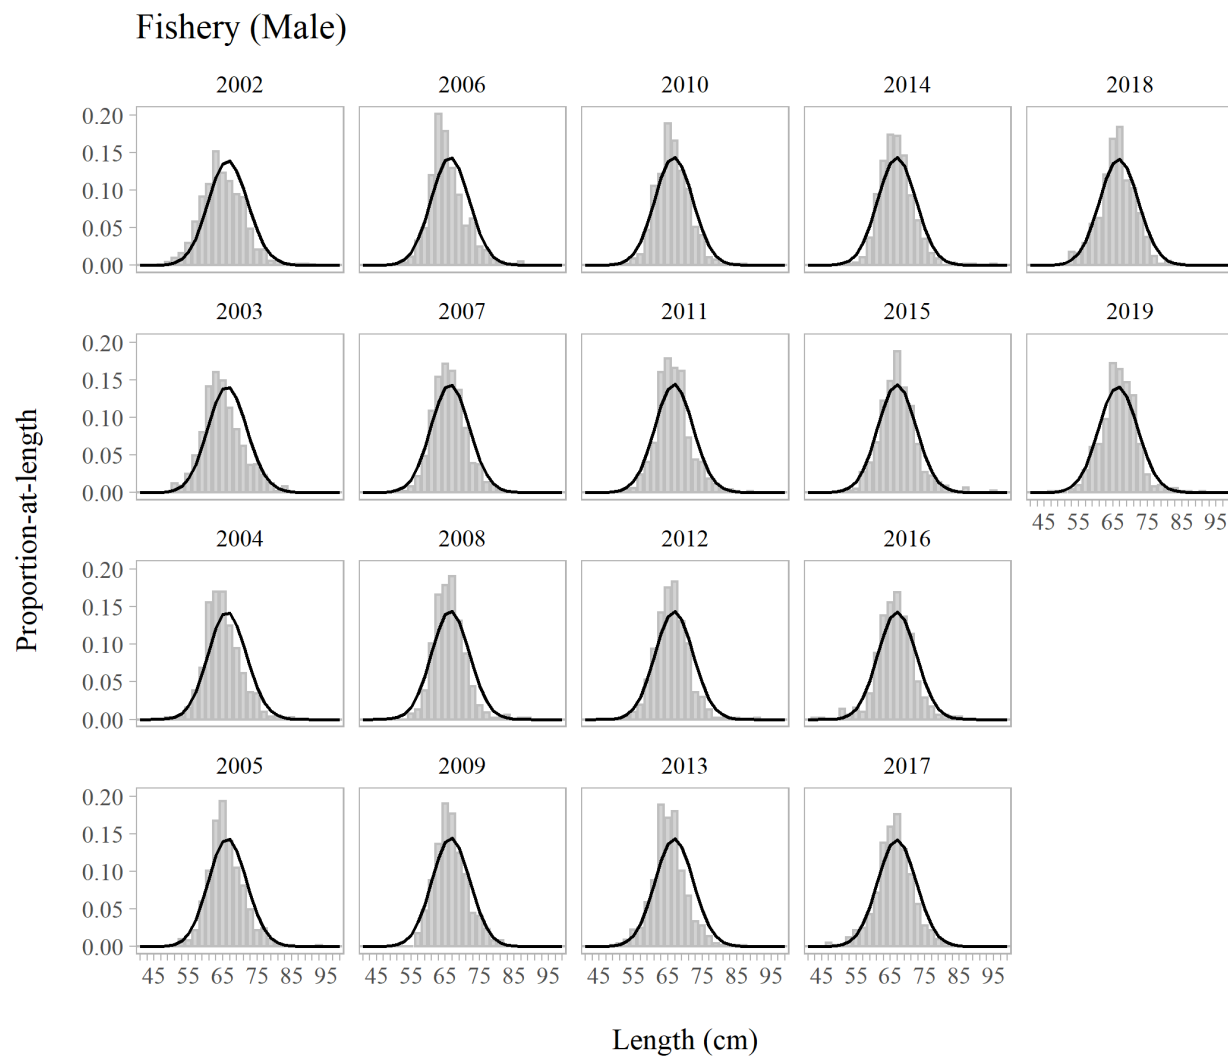 Fishery (Male)
2002 2006 2010 2014 2018
0.20
0.15
0.10
0.05
0.00
2003 2007 2011 2015 2019
0.20
0.15
0.10
0.05
0.00
45 55 65 75 85 95
2004 2008 2012 2016
0.20
0.15
0.10
0.05
0.00
2005 2009 2013 2017
0.20
0.15
0.10
0.05
0.00
45 55 65 75 85 95 45 55 65 75 85 95 45 55 65 75 85 95 45 55 65 75 85 95
Proportion-at-length
Length (cm)